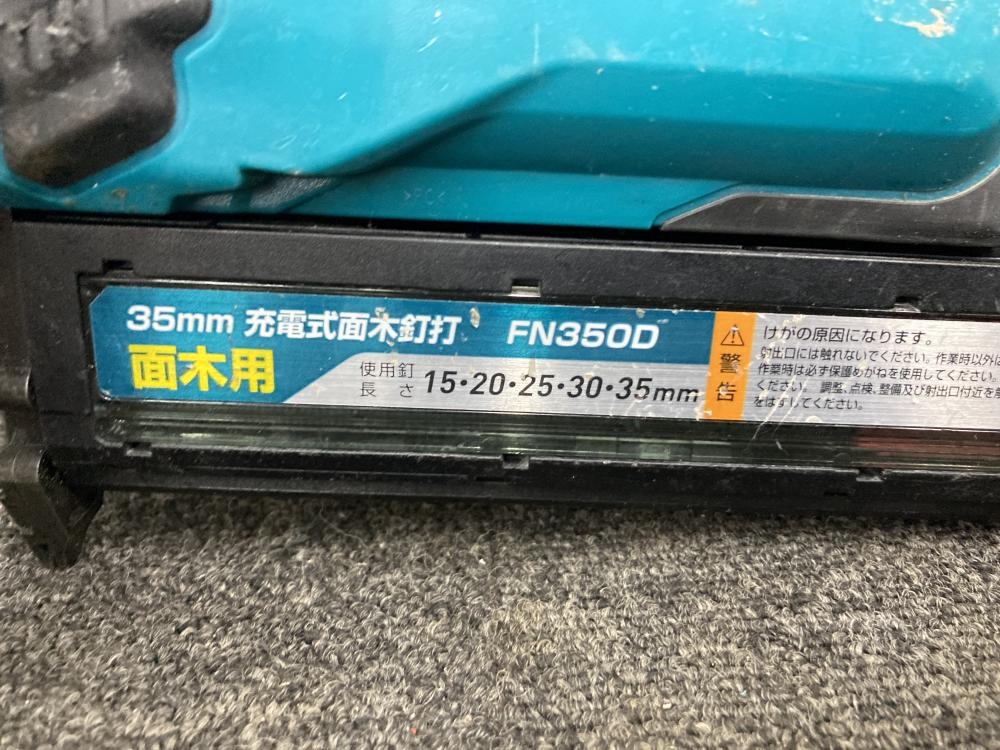 35mm 充電式面木釘打 FN350D
面木用
使用釘
長さ 15・20・25・30・35mm
⚠警告
けがの原因になります。
射出口には触れないでください。作業時以外は
作業時は必ず保護めがねを使用してください。
ください。調整、点検、整備及び射出口付近を
をはずしてください。